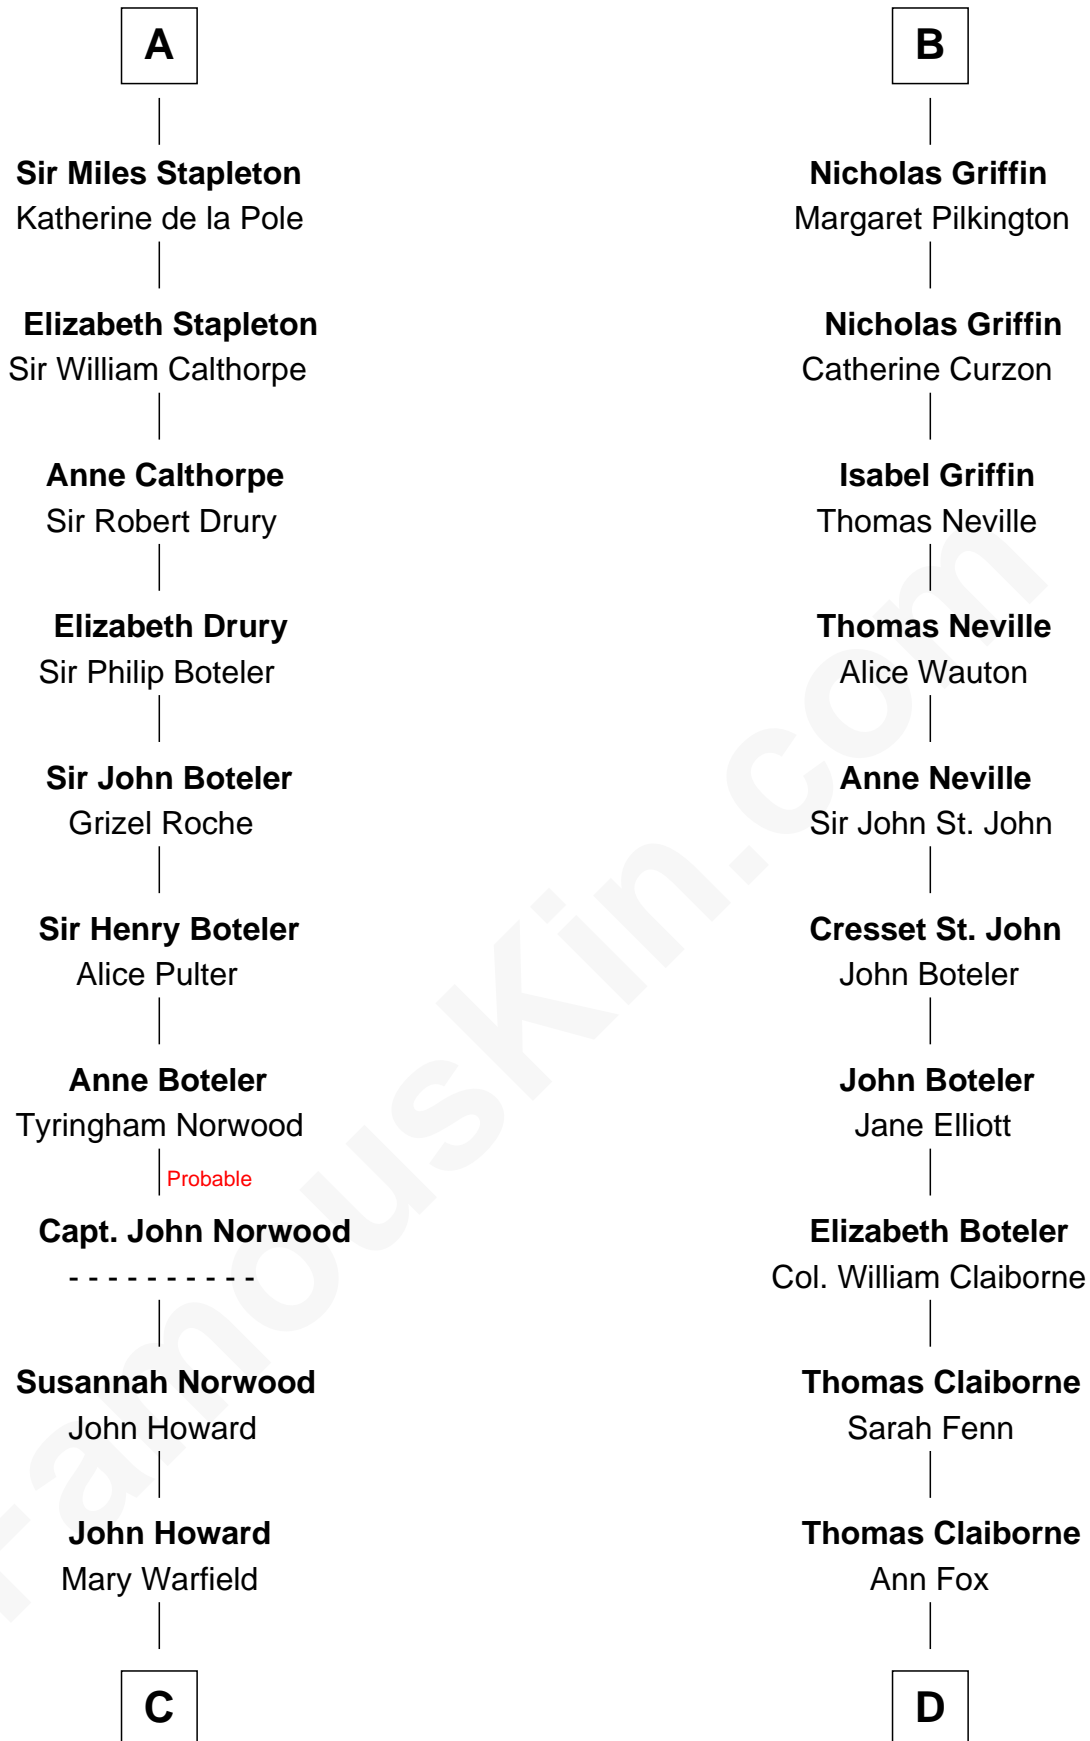 A
Sir Miles Stapleton
Katherine de la Pole
Elizabeth Stapleton
Sir William Calthorpe
Anne Calthorpe
Sir Robert Drury
Elizabeth Drury
Sir Philip Boteler
Sir John Boteler
Grizel Roche
Sir Henry Boteler
Alice Pulter
Anne Boteler
Tyringham Norwood
Probable
Capt. John Norwood
- - - - - - - - - -
Susannah Norwood
John Howard
John Howard
Mary Warfield
C
B
Nicholas Griffin
Margaret Pilkington
Nicholas Griffin
Catherine Curzon
Isabel Griffin
Thomas Neville
Thomas Neville
Alice Wauton
Anne Neville
Sir John St. John
Cresset St. John
John Boteler
John Boteler
Jane Elliott
Elizabeth Boteler
Col. William Claiborne
Thomas Claiborne
Sarah Fenn
Thomas Claiborne
Ann Fox
D
FamousKin.com